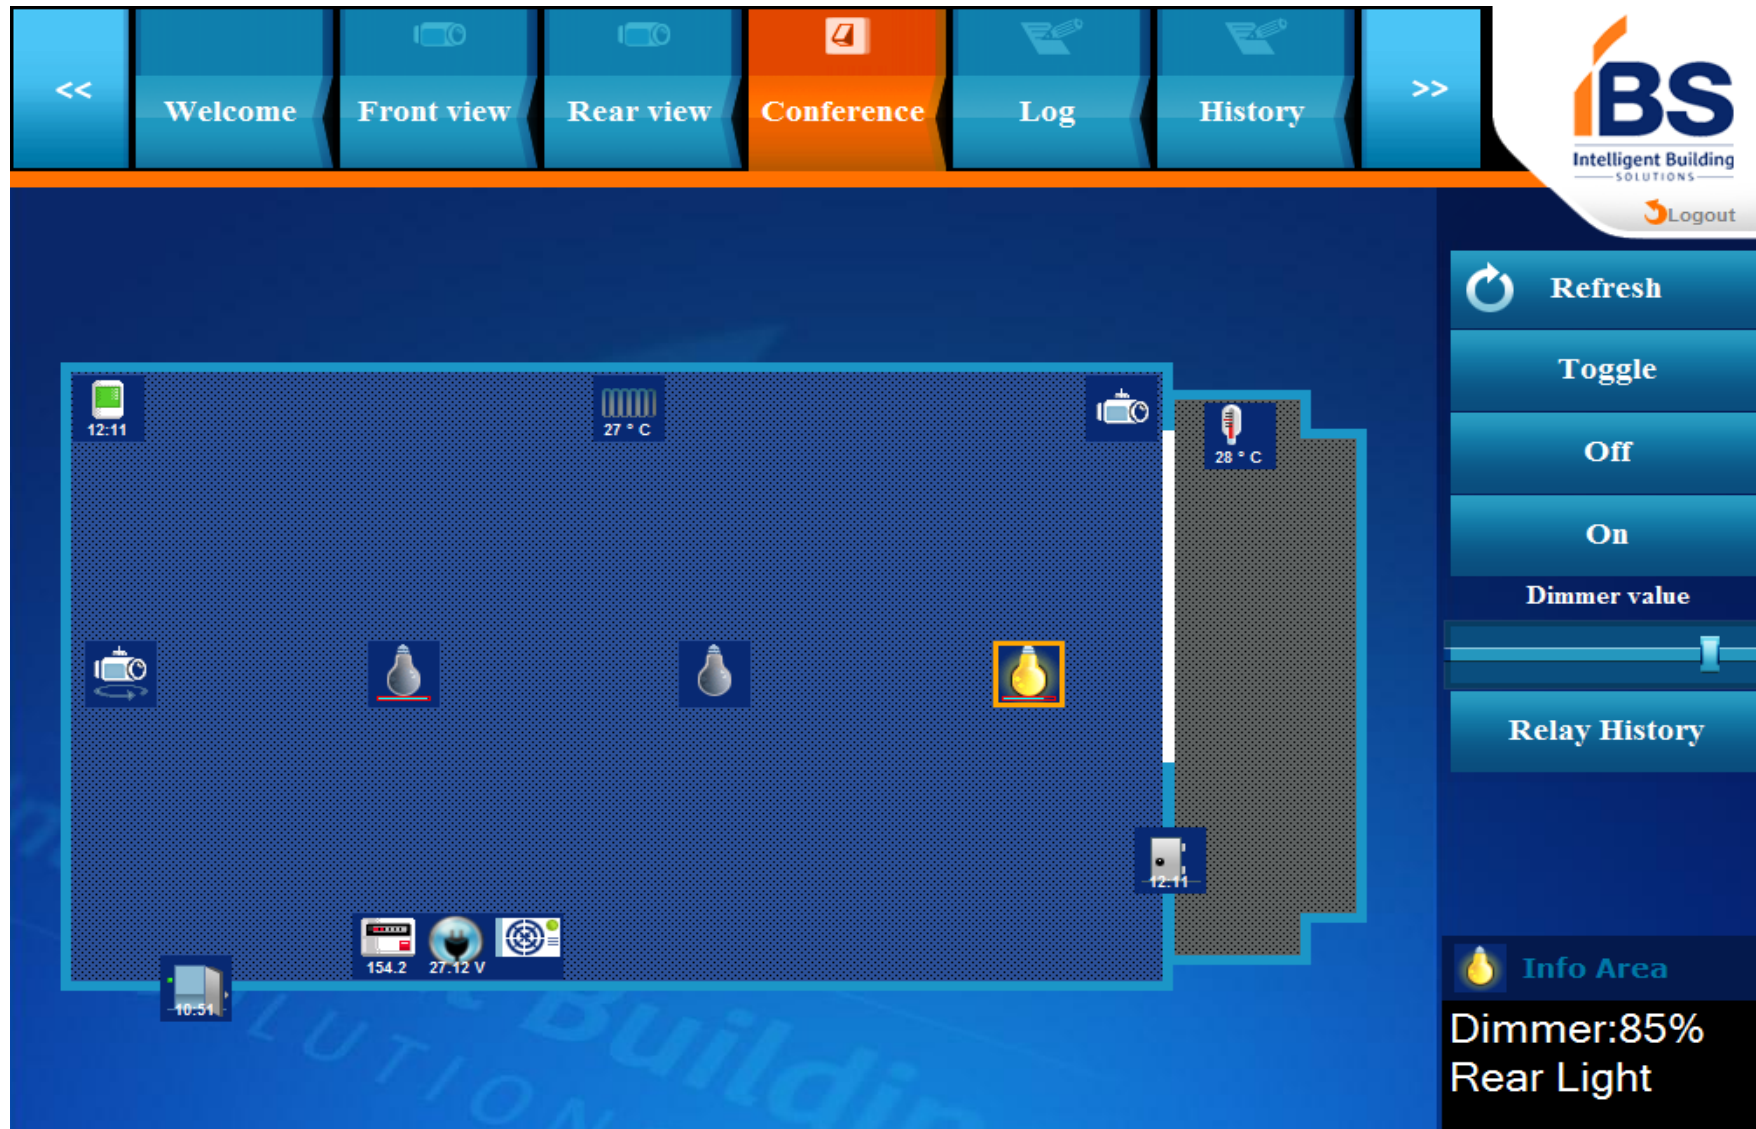 <<
Welcome
Front view
Rear view
Conference
Log
History
>>
iBS
Intelligent Building
SOLUTIONS
Logout
Refresh
Toggle
Off
On
Dimmer value
Relay History
12:11
27 ° C
28 ° C
12:11
154.2
27.12 V
10:51
Info Area
Dimmer:85%
Rear Light
Building